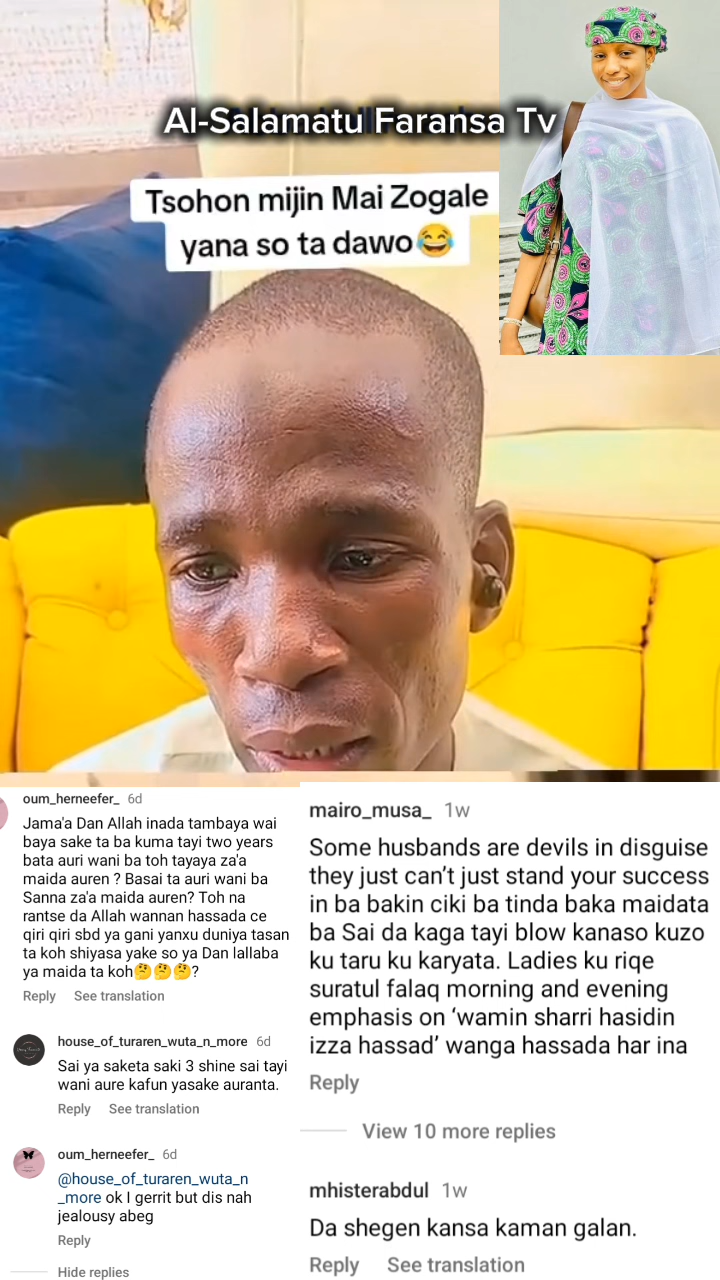 Al-Salamatu Faransa Tv
Tsohon mijin Mai Zogale
yana so ta dawo😂
oum_herneefer_ 6d
Jama'a Dan Allah inada tambaya wai
baya sake ta ba kuma tayi two years
bata auri wani ba toh tayaya za'a
maida auren ? Basai ta auri wani ba
Sanna za'a maida auren? Toh na
rantse da Allah wannan hassada ce
qiri qiri sbd ya gani yanxu duniya tasan
ta koh shiyasa yake so ya Dan lallaba
ya maida ta koh🤔🤔🤔?
Reply See translation
house_of_turaren_wuta_n_more 6d
Sai ya saketa saki 3 shine sai tayi
wani aure kafun yasake auranta.
Reply See translation
oum_herneefer_ 6d
@house_of_turaren_wuta_n
_more ok I gerrit but dis nah
jealousy abeg
Reply
Hide replies
mairo_musa_ 1w
Some husbands are devils in disguise
they just can’t just stand your success
in ba bakin ciki ba tinda baka maidata
ba Sai da kaga tayi blow kanaso kuzo
ku taru ku karyata. Ladies ku riqe
suratul falaq morning and evening
emphasis on ‘wamin sharri hasidin
izza hassad’ wanga hassada har ina
Reply
View 10 more replies
mhisterabdul 1w
Da shegen kansa kaman galan.
Reply See translation